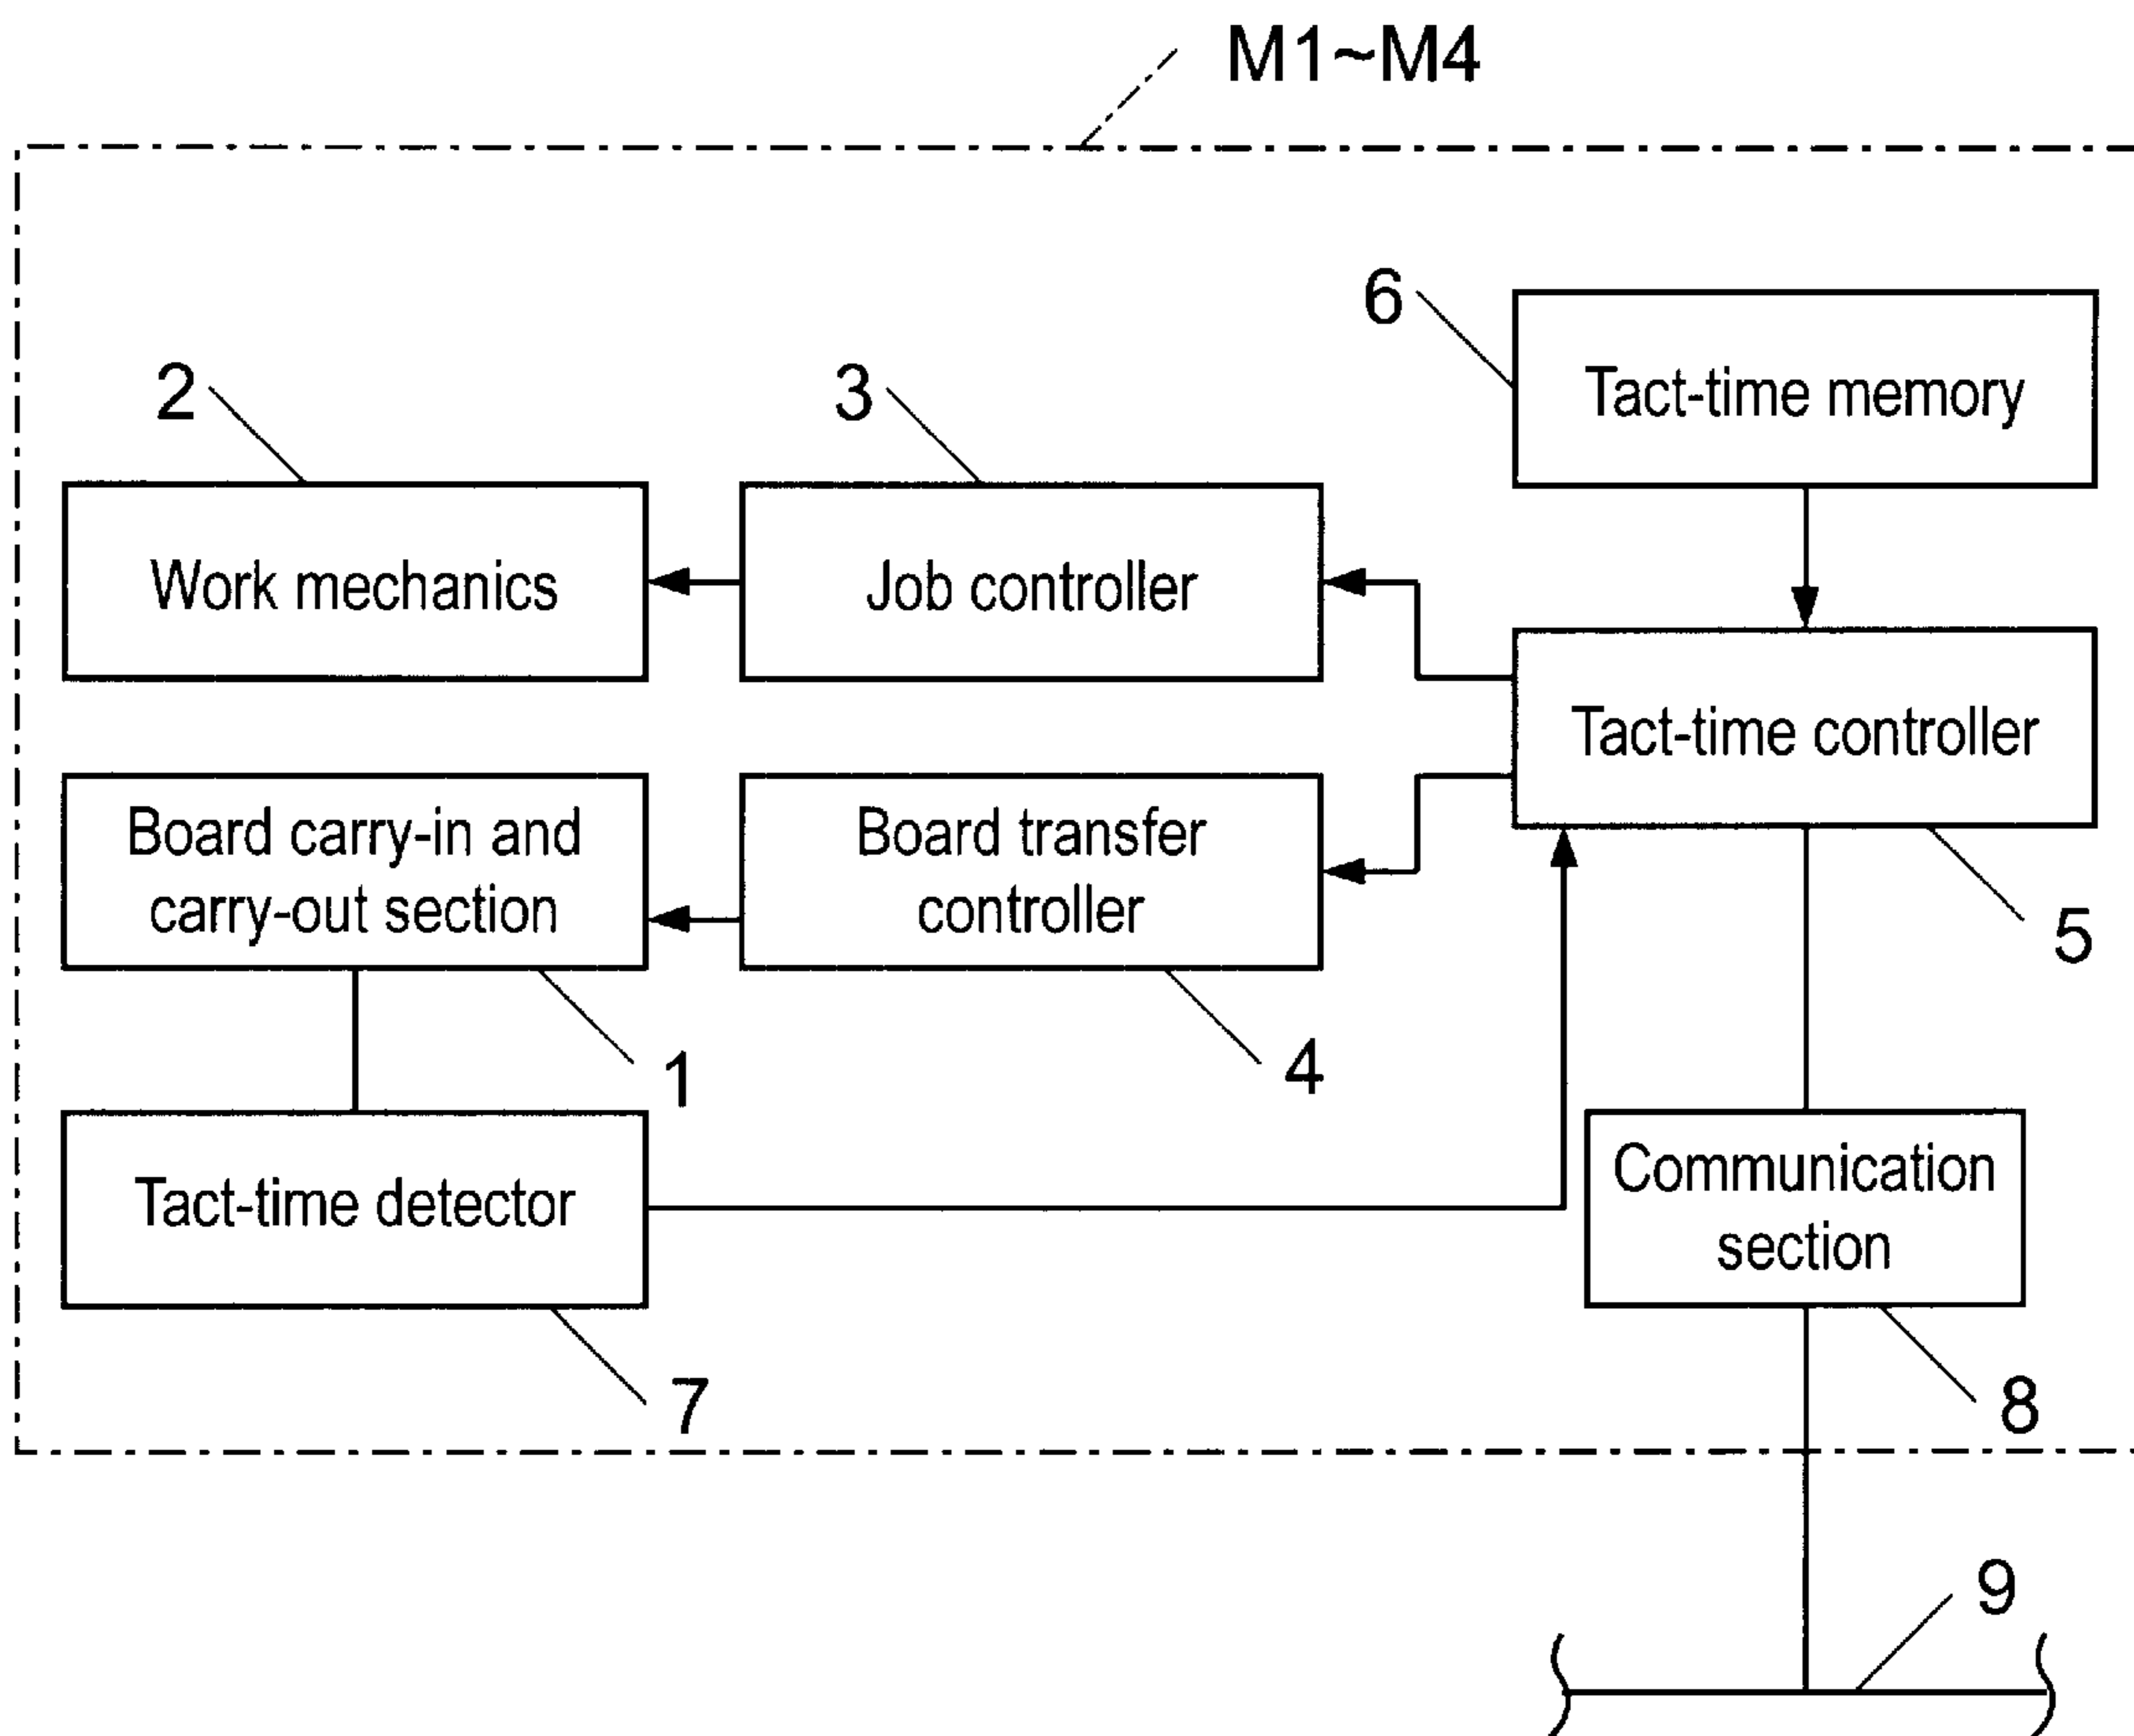 M1~M4
6
Tact-time memory
2
3
Work mechanics
Job controller
Tact-time controller
5
Board carry-in and
carry-out section
Board transfer
controller
1
4
Tact-time detector
Communication
section
7
8
9